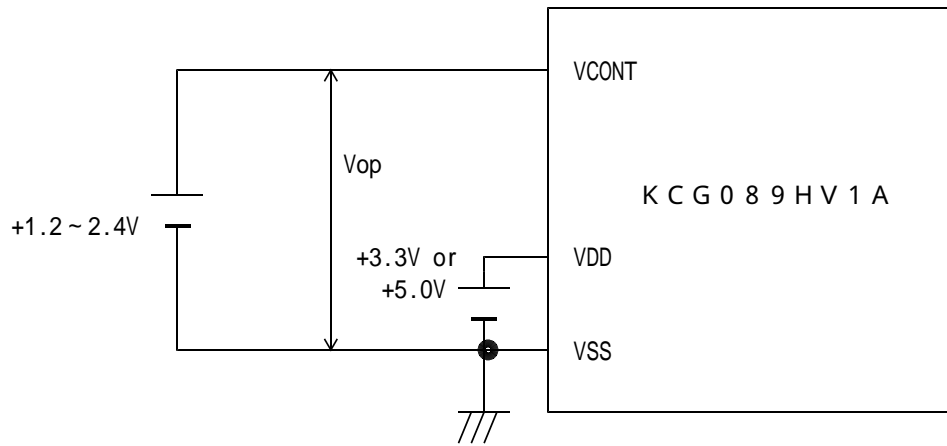 VCONT
Vop
KCG089HV1A
+1.2~2.4V
+3.3V or
+5.0V
VDD
VSS